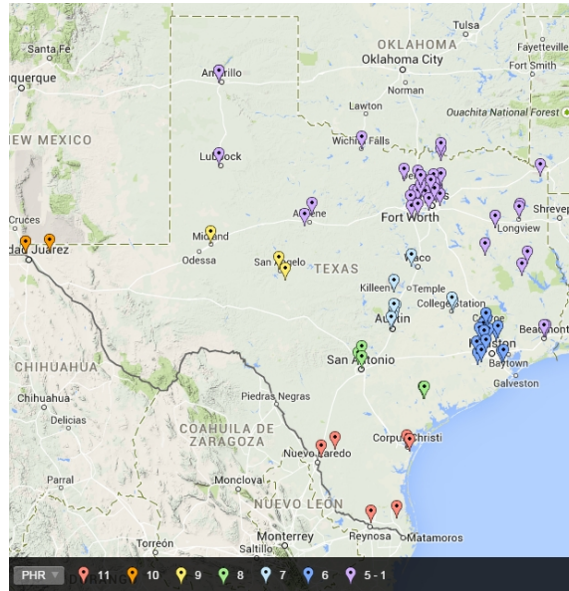 Tulsa
Santa Fe
OKLAHOMA
Fayetteville
Oklahoma City
Fort Smith
Amarillo
uquerque
Norman
Lawton
Ouachita National Forest
EW MEXICO
Wichita Falls
Lubbock
Fort Worth
Longview
Shrevep
Cruces
Midland
Odessa
dad Juárez
San Angelo
TEXAS
Waco
Killeen
Temple
College Station
Austin
Beaumont
Houston
Baytown
San Antonio
Galveston
CHIHUAHUA
Chihuahua
Piedras Negras
Delicias
COAHUILA DE
ZARAGOZA
Corpus Christi
Nuevo Laredo
Parral
Monclova
NUEVO LEON
Reynosa
Matamoros
Monterrey
Torreón
Saltillo
PHR 11 10 9 8 7 6 5 - 1